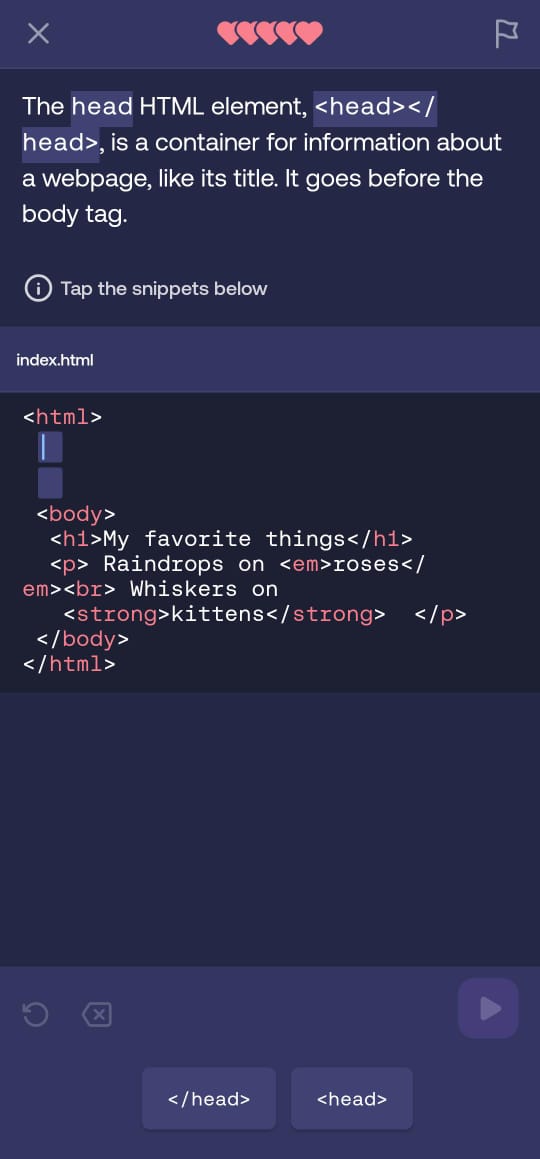 The head HTML element, <head></
head>, is a container for information about
a webpage, like its title. It goes before the
body tag.
Tap the snippets below
index.html
<html>
<body>
<h1>My favorite things</h1>
<p> Raindrops on <em>roses</
em><br> Whiskers on
<strong>kittens</strong>  </p>
</body>
</html>
</head>
<head>